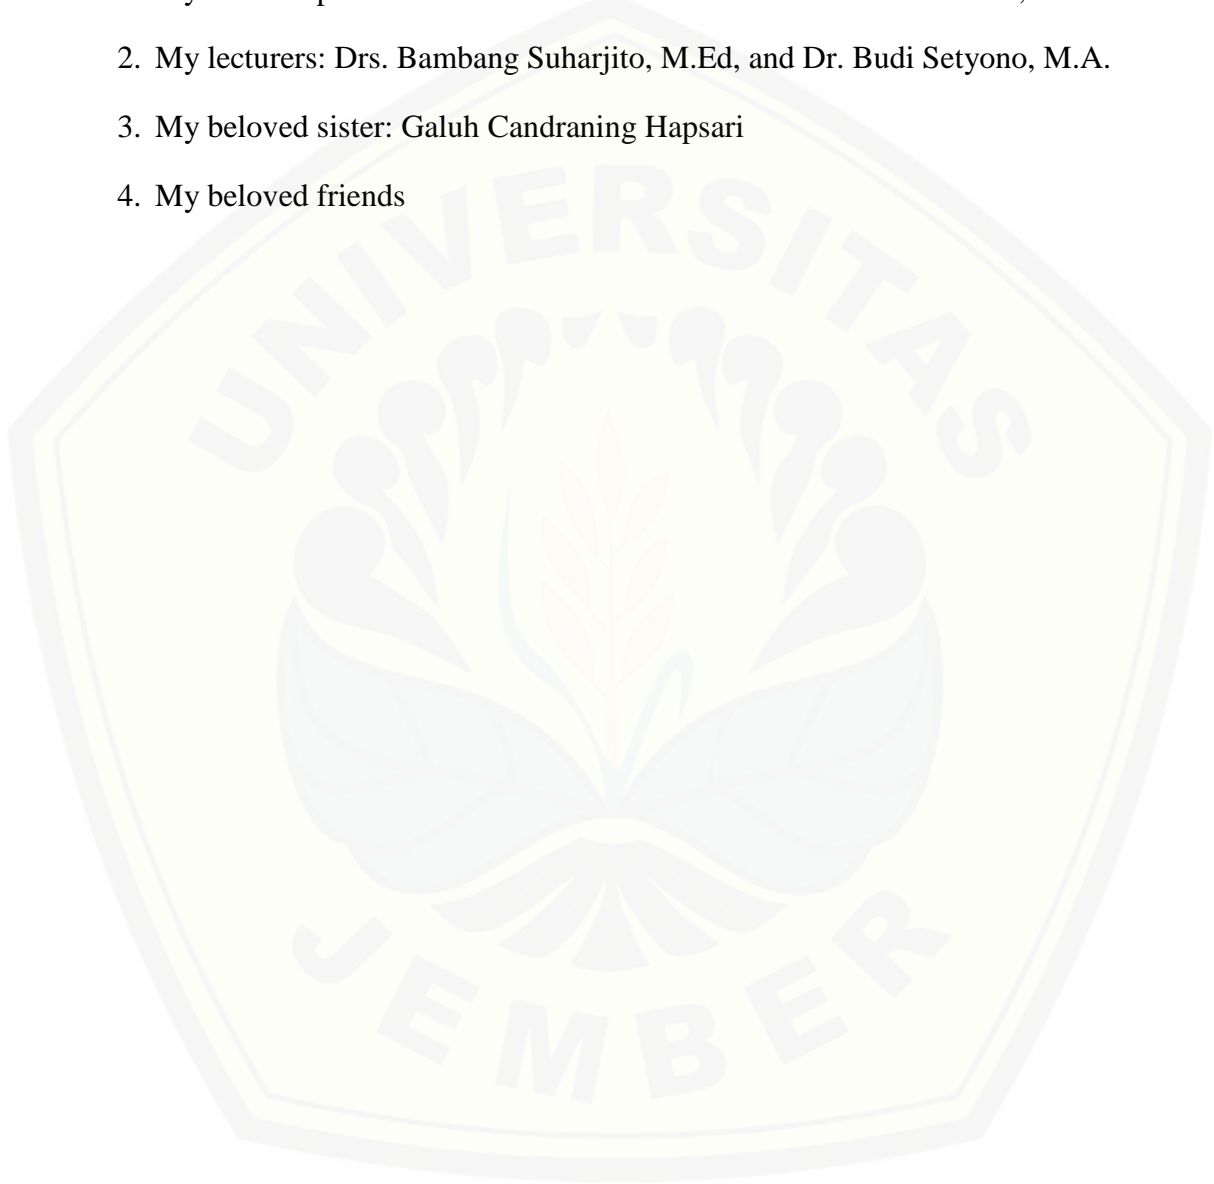 2. My lecturers: Drs. Bambang Suharjito, M.Ed, and Dr. Budi Setyono, M.A.
3. My beloved sister: Galuh Candraning Hapsari
4. My beloved friends
UNIVERSITAS
JEMBER